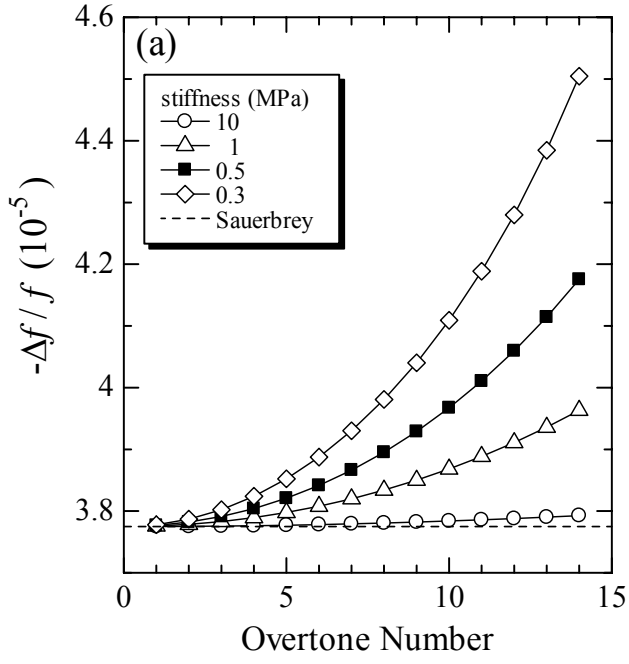 (a)
stiffness (MPa)
10
1
0.5
0.3
Sauerbrey
4.6
4.4
4.2
4
3.8
-Δf / f (10⁻⁵)
0 5 10 15
Overtone Number